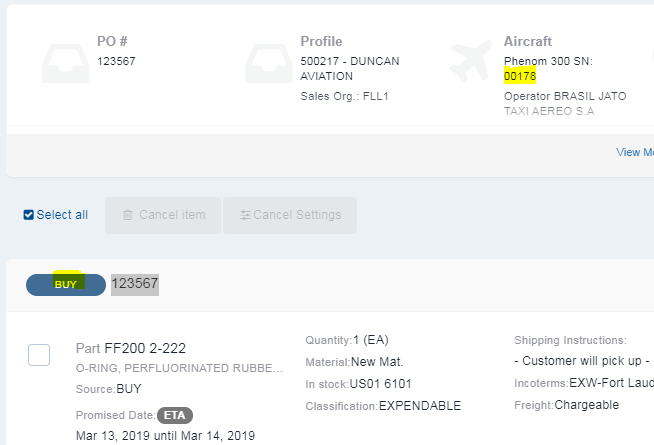 PO #
123567
Profile
500217 - DUNCAN
AVIATION
Sales Org.: FLL1
Aircraft
Phenom 300 SN:
00178
Operator BRASIL JATO
TAXI AEREO S.A
View
Select all
Cancel item
Cancel Settings
BUY 123567
Part FF200 2-222
O-RING, PERFLUORINATED RUBBE...
Source:BUY
Promised Date: ETA
Mar 13, 2019 until Mar 14, 2019
Quantity:1 (EA)
Material:New Mat.
In stock:US01 6101
Classification:EXPENDABLE
Shipping Instructions:
- Customer will pick up -
Incoterms:EXW-Fort Laud
Freight:Chargeable